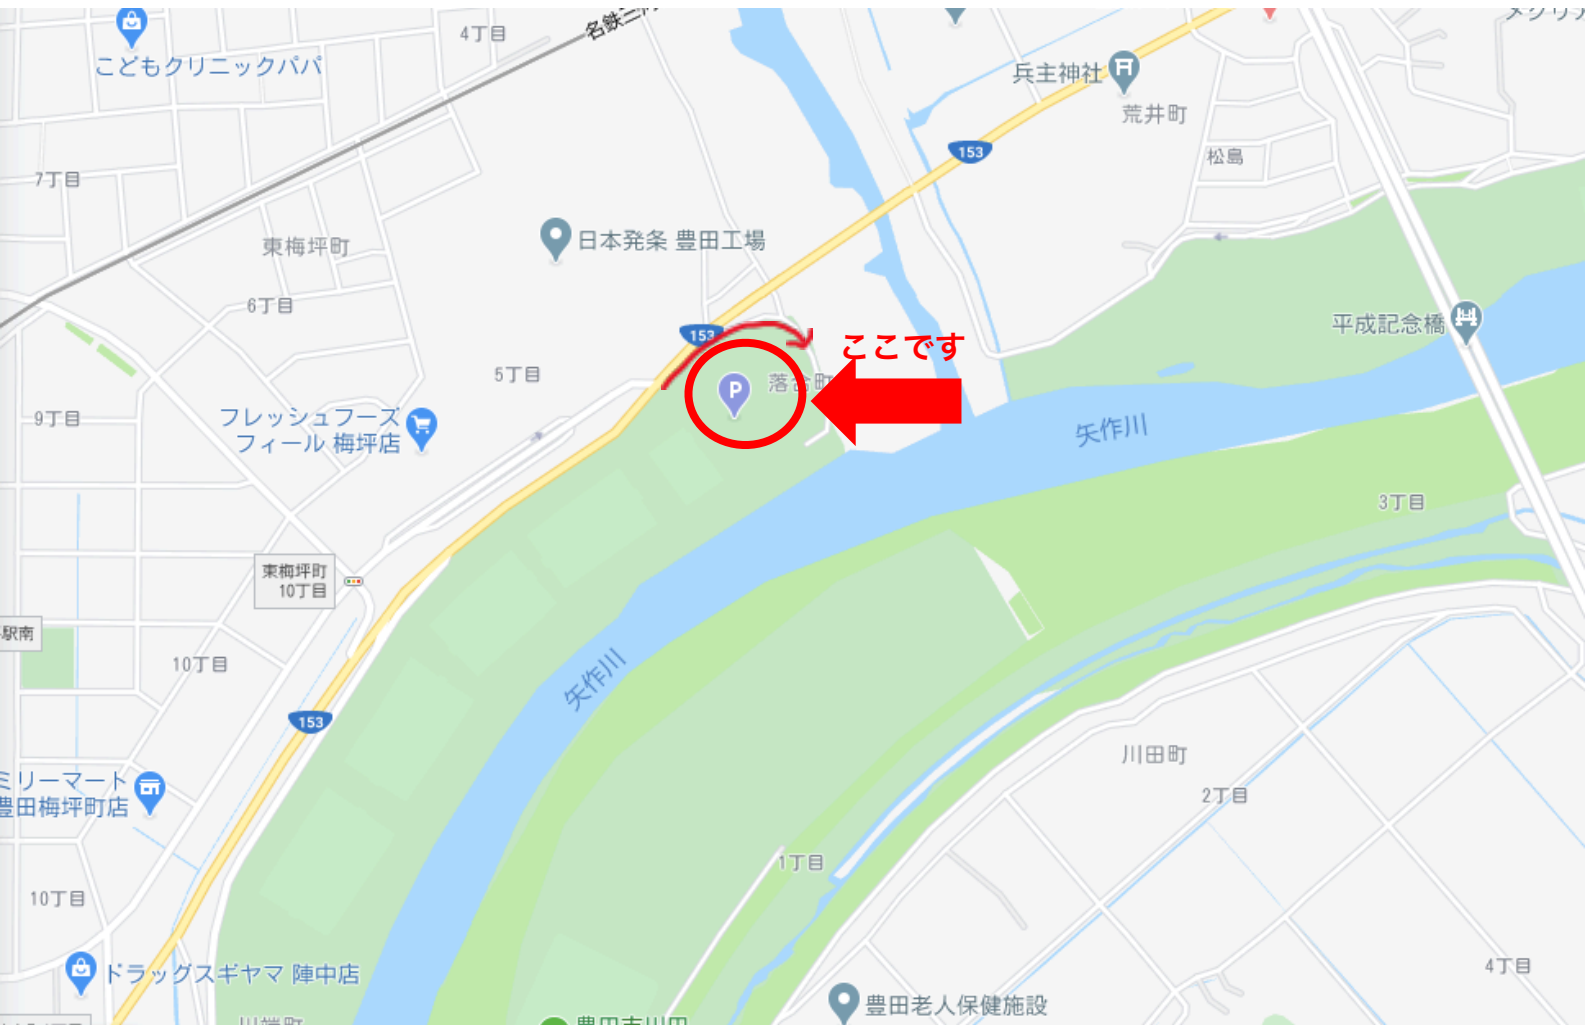 4丁目
名鉄三
こどもクリニックパパ
兵主神社
荒井町
153
松島
7丁目
東梅坪町
日本発条 豊田工場
6丁目
153
ここです
平成記念橋
5丁目
P
落合町
9丁目
フレッシュフーズ
フィール 梅坪店
矢作川
3丁目
東梅坪町
10丁目
駅南
10丁目
矢作川
153
川田町
ミリーマート
豊田梅坪町店
2丁目
1丁目
10丁目
ドラッグスギヤマ 陣中店
4丁目
豊田老人保健施設